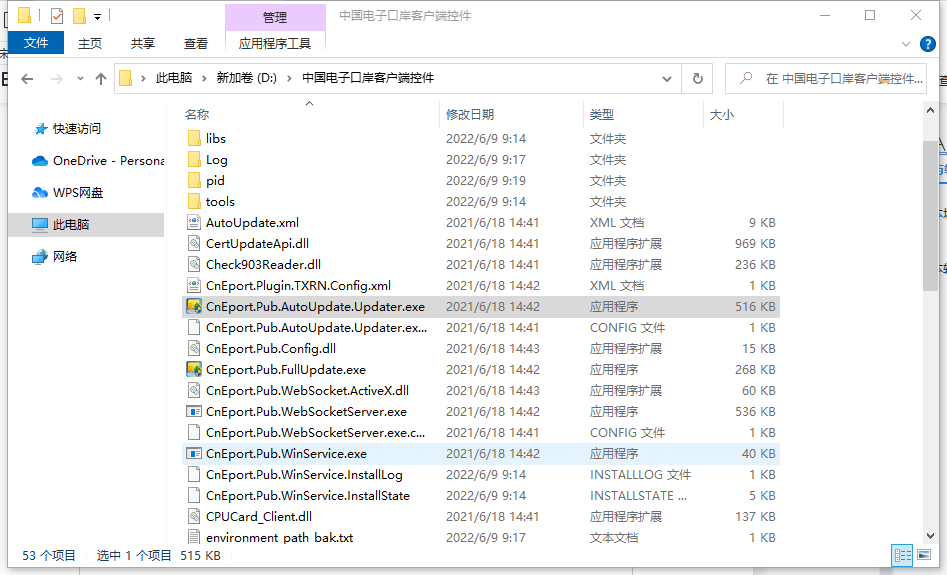 管理
中国电子口岸客户端控件
文件 主页 共享 查看 应用程序工具
此电脑 新加卷 (D:) 中国电子口岸客户端控件
在 中国电子口岸客户端控件...
名称 修改日期 类型 大小
快速访问
OneDrive - Persona
WPS网盘
此电脑
网络
libs 2022/6/9 9:14 文件夹
Log 2022/6/9 9:17 文件夹
pid 2022/6/9 9:19 文件夹
tools 2022/6/9 9:14 文件夹
AutoUpdate.xml 2021/6/18 14:41 XML 文档 9 KB
CertUpdateApi.dll 2021/6/18 14:41 应用程序扩展 969 KB
Check903Reader.dll 2021/6/18 14:41 应用程序扩展 236 KB
CnEport.Plugin.TXRN.Config.xml 2021/6/18 14:42 XML 文档 1 KB
CnEport.Pub.AutoUpdate.Updater.exe 2021/6/18 14:42 应用程序 516 KB
CnEport.Pub.AutoUpdate.Updater.ex... 2021/6/18 14:41 CONFIG 文件 1 KB
CnEport.Pub.Config.dll 2021/6/18 14:43 应用程序扩展 15 KB
CnEport.Pub.FullUpdate.exe 2021/6/18 14:42 应用程序 268 KB
CnEport.Pub.WebSocket.ActiveX.dll 2021/6/18 14:43 应用程序扩展 60 KB
CnEport.Pub.WebSocketServer.exe 2021/6/18 14:42 应用程序 536 KB
CnEport.Pub.WebSocketServer.exe.c... 2021/6/18 14:41 CONFIG 文件 1 KB
CnEport.Pub.WinService.exe 2021/6/18 14:42 应用程序 40 KB
CnEport.Pub.WinService.InstallLog 2022/6/9 9:14 INSTALLLOG 文件 1 KB
CnEport.Pub.WinService.InstallState 2022/6/9 9:14 INSTALLSTATE ... 5 KB
CPUCard_Client.dll 2021/6/18 14:41 应用程序扩展 137 KB
environment path bak.txt 2022/6/9 9:17 文本文档 1 KB
53 个项目 选中 1 个项目 515 KB